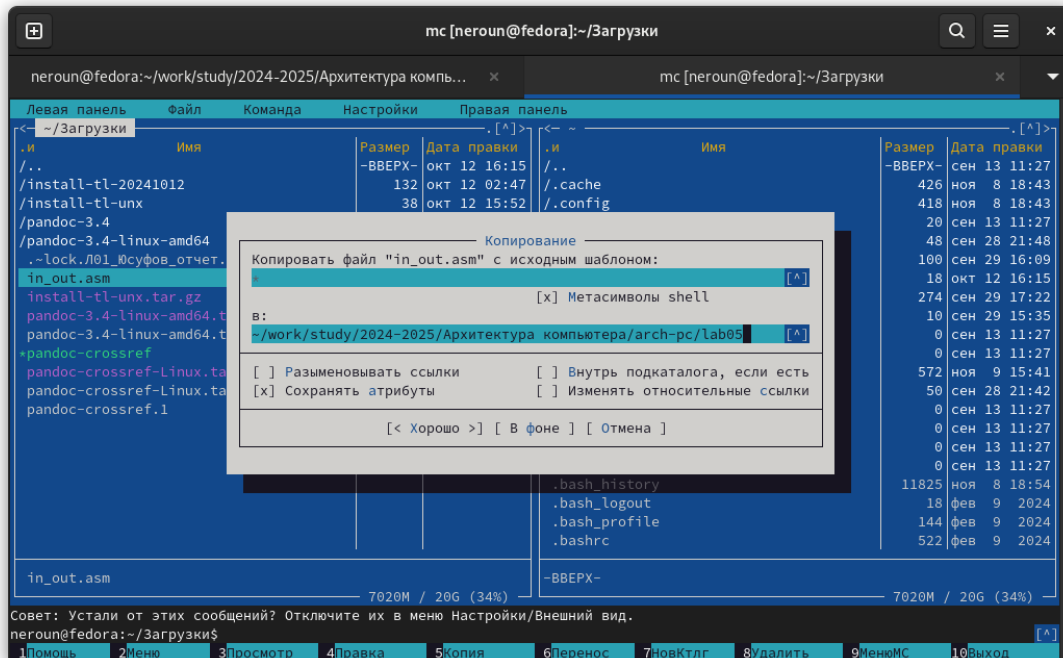 mc [neroun@fedora]:~/Загрузки
neroun@fedora:~/work/study/2024-2025/Архитектура компь… × mc [neroun@fedora]:~/Загрузки ×
Левая панель Файл Команда Настройки Правая панель
<— ~/Загрузки .[^]> <— ~ .[^]>
.и Имя Размер Дата правки .и Имя Размер Дата правки
/.. -ВВЕРХ- окт 12 16:15 /.. -ВВЕРХ- сен 13 11:27
/install-tl-20241012 132 окт 12 02:47 /.cache 426 ноя 8 18:43
/install-tl-unx 38 окт 12 15:52 /.config 418 ноя 8 18:43
/pandoc-3.4 20 сен 13 11:27
/pandoc-3.4-linux-amd64 Копирование 48 сен 28 21:48
.~lock.Л01_Юсуфов_отчет. Копировать файл "in_out.asm" с исходным шаблоном: 100 сен 29 16:09
in_out.asm * [^] 18 окт 12 16:15
install-tl-unx.tar.gz [x] Метасимволы shell 274 сен 29 17:22
pandoc-3.4-linux-amd64.t в: 10 сен 29 15:35
pandoc-3.4-linux-amd64.t ~/work/study/2024-2025/Архитектура компьютера/arch-pc/lab05 [^] 0 сен 13 11:27
*pandoc-crossref 0 сен 13 11:27
pandoc-crossref-Linux.ta [ ] Разыменовывать ссылки [ ] Внутрь подкаталога, если есть 572 ноя 9 15:41
pandoc-crossref-Linux.ta [x] Сохранять атрибуты [ ] Изменять относительные ссылки 50 сен 28 21:42
pandoc-crossref.1 0 сен 13 11:27
[< Хорошо >] [ В фоне ] [ Отмена ] 0 сен 13 11:27
0 сен 13 11:27
0 сен 13 11:27
.bash_history 11825 ноя 8 18:54
.bash_logout 18 фев 9 2024
.bash_profile 144 фев 9 2024
.bashrc 522 фев 9 2024
in_out.asm -ВВЕРХ-
7020M / 20G (34%) 7020M / 20G (34%)
Совет: Устали от этих сообщений? Отключите их в меню Настройки/Внешний вид.
neroun@fedora:~/Загрузки$ [^]
1Помощь 2Меню 3Просмотр 4Правка 5Копия 6Перенос 7НовКтлг 8Удалить 9МенюМС 10Выход